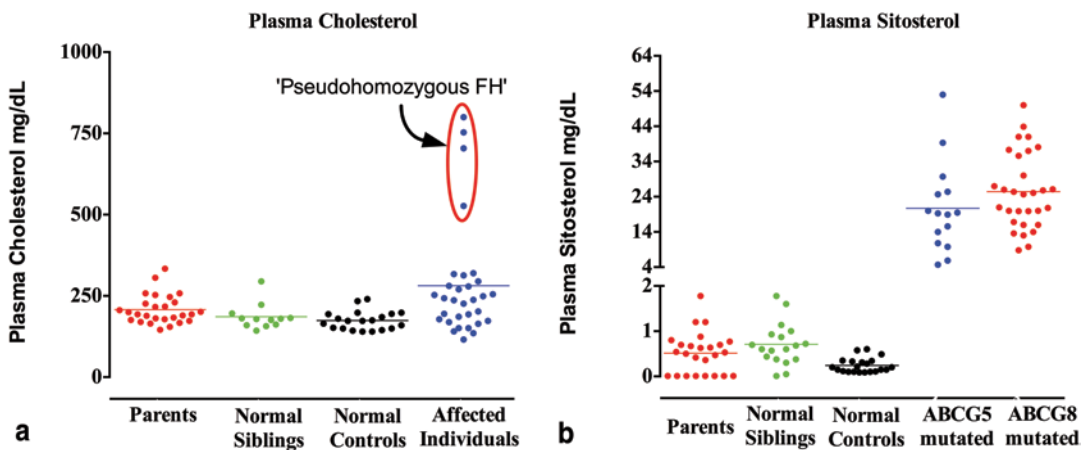 Plasma Cholesterol
Plasma Cholesterol mg/dL
1000
750
500
250
0
'Pseudohomozygous FH'
Parents
Normal
Siblings
Normal
Controls
Affected
Individuals
a
Plasma Sitosterol
Plasma Sitosterol mg/dL
64
54
44
34
24
14
4
2
1
0
Parents
Normal
Siblings
Normal
Controls
ABCG5
mutated
ABCG8
mutated
b